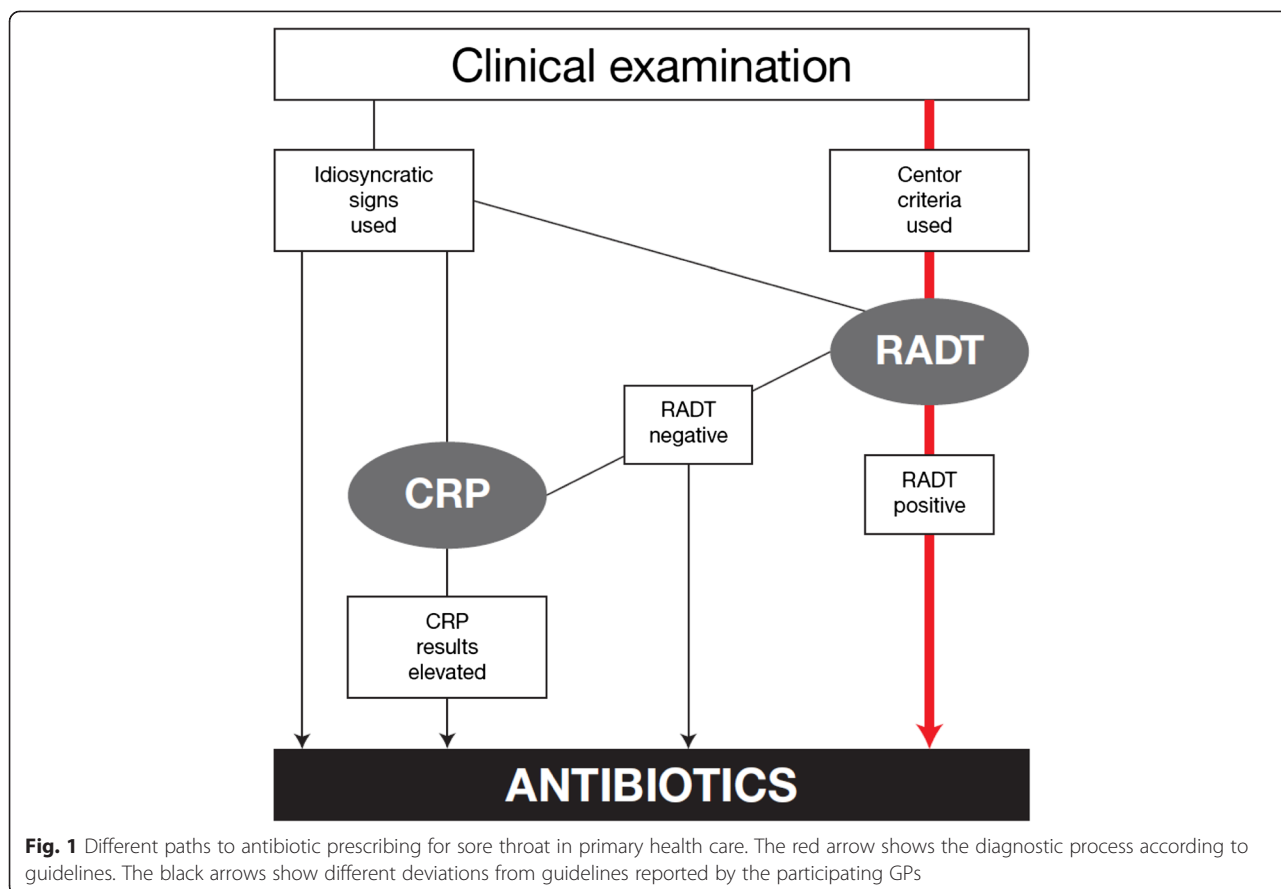 Clinical examination
Idiosyncratic
signs
used
Centor
criteria
used
RADT
RADT
negative
CRP
RADT
positive
CRP
results
elevated
ANTIBIOTICS
Fig. 1 Different paths to antibiotic prescribing for sore throat in primary health care. The red arrow shows the diagnostic process according to
guidelines. The black arrows show different deviations from guidelines reported by the participating GPs